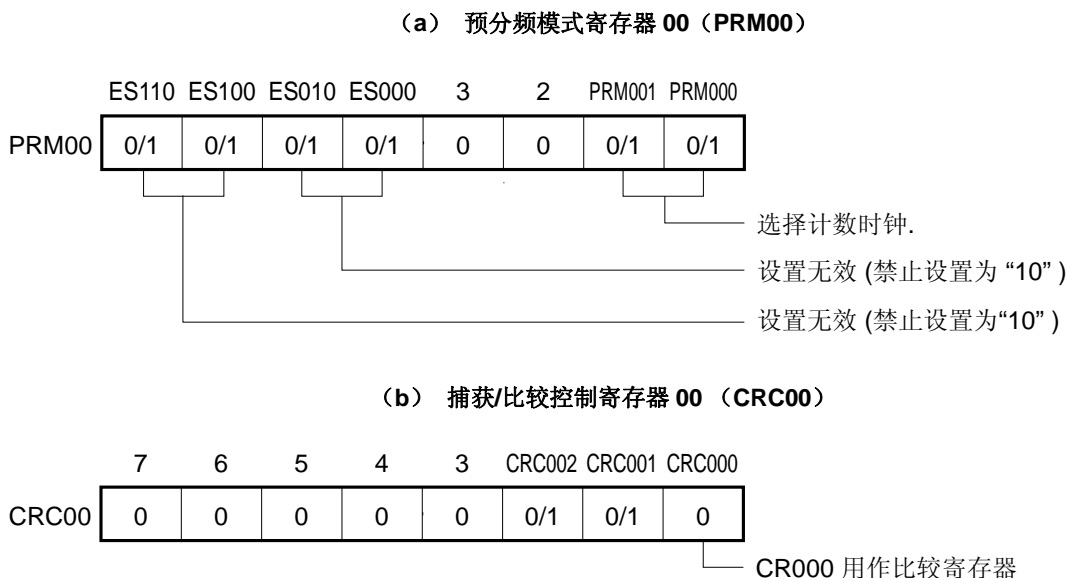 （a） 预分频模式寄存器 00（PRM00）
ES110 ES100 ES010 ES000 3 2 PRM001 PRM000
PRM00 0/1 0/1 0/1 0/1 0 0 0/1 0/1
选择计数时钟.
设置无效 (禁止设置为 “10” )
设置无效 (禁止设置为“10” )
（b） 捕获/比较控制寄存器 00 （CRC00）
7 6 5 4 3 CRC002 CRC001 CRC000
CRC00 0 0 0 0 0 0/1 0/1 0
CR000 用作比较寄存器